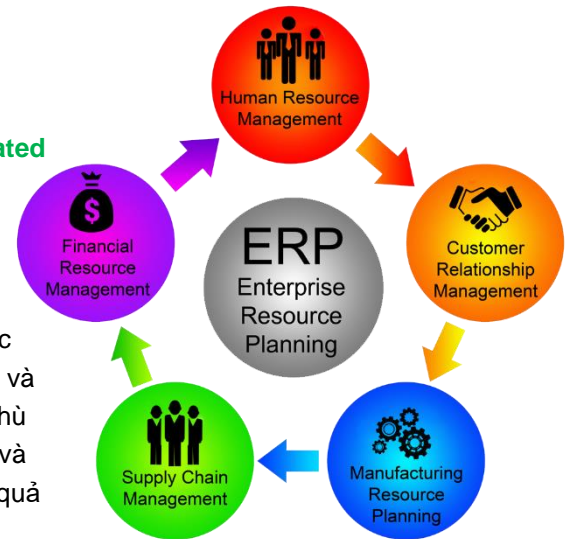 ated
c
và
hù
và
quả
Human Resource
Management
Customer
Relationship
Management
Manufacturing
Resource
Planning
Supply Chain
Management
$
Financial
Resource
Management
ERP
Enterprise
Resource
Planning